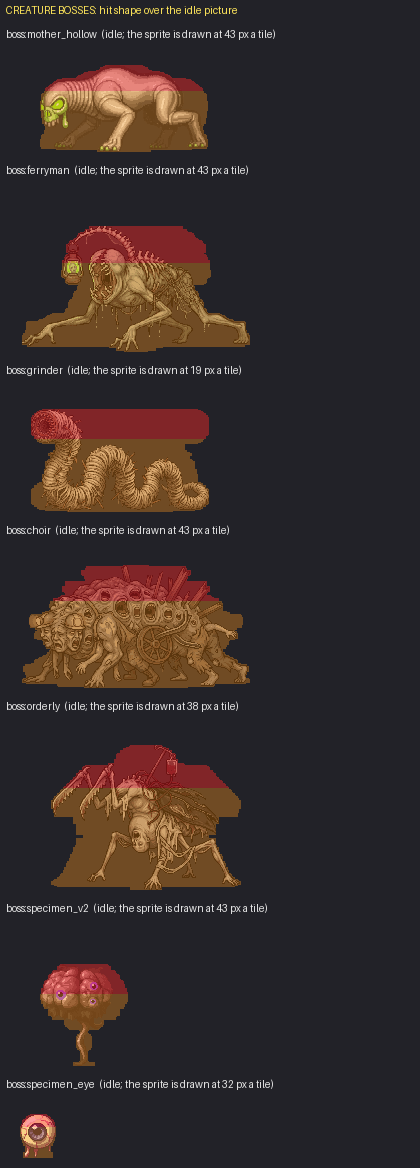 CREATURE BOSSES: hit shape over the idle picture
boss:mother_hollow (idle; the sprite is drawn at 43 px a tile)
boss:ferryman (idle; the sprite is drawn at 43 px a tile)
boss:grinder (idle; the sprite is drawn at 19 px a tile)
boss:choir (idle; the sprite is drawn at 43 px a tile)
boss:orderly (idle; the sprite is drawn at 38 px a tile)
boss:specimen_v2 (idle; the sprite is drawn at 43 px a tile)
boss:specimen_eye (idle; the sprite is drawn at 32 px a tile)